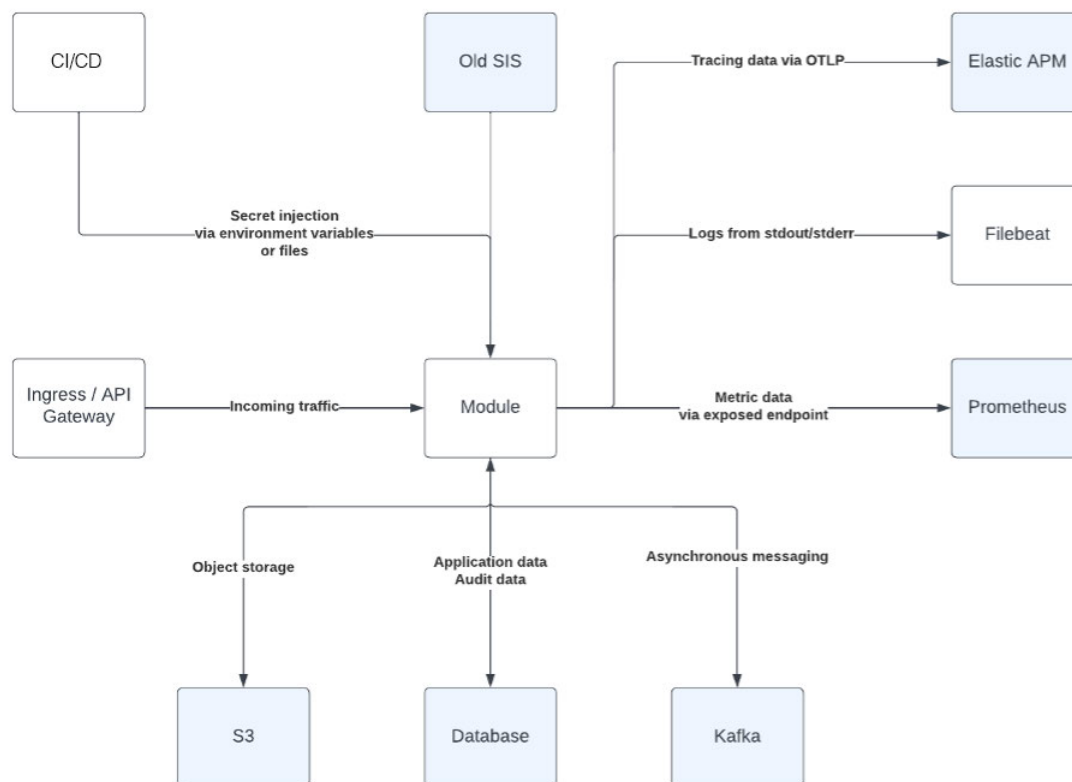 CI/CD
Old SIS
Tracing data via OTLP
Elastic APM
Secret injection
via environment variables
or files
Logs from stdout/stderr
Filebeat
Ingress / API
Gateway
Incoming traffic
Module
Metric data
via exposed endpoint
Prometheus
Object storage
Application data
Audit data
Asynchronous messaging
S3
Database
Kafka